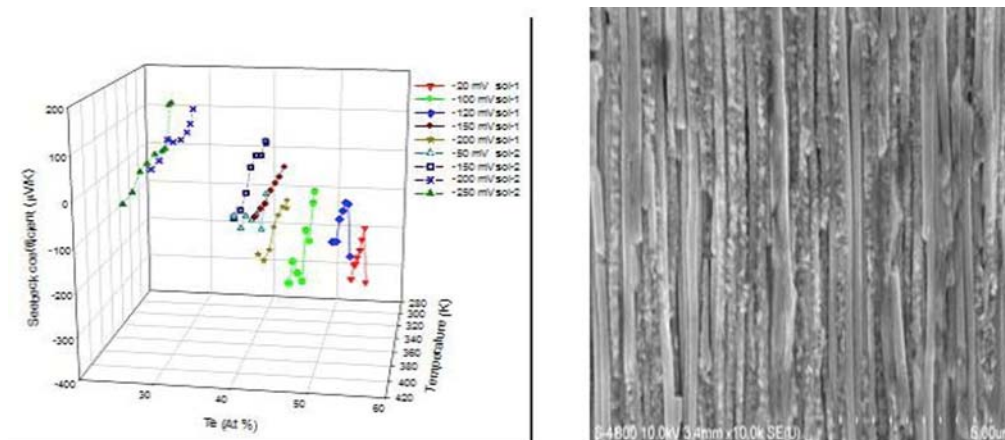 200
100
0
-100
-200
-300
-400
Seebeck coefficient (μV/K)
30
40
50
60
Te (At %)
280
300
320
340
360
380
400
420
Temperature (K)
-20 mV sol-1
-100 mV sol-1
-120 mV sol-1
-150 mV sol-1
-200 mV sol-1
-50 mV sol-2
-150 mV sol-2
-200 mV sol-2
-250 mV sol-2
S-4800 10.0kV 3.4mm x10.0k SE(U)
5.00um